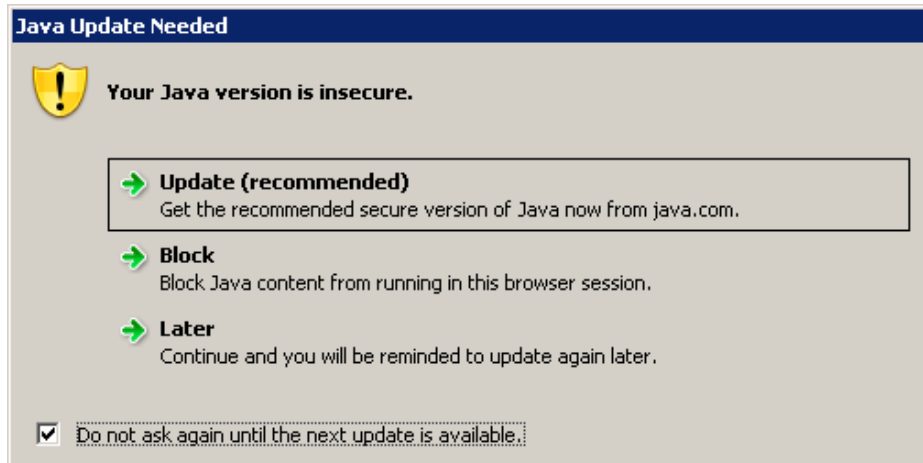 Java Update Needed
Your Java version is insecure.
Update (recommended)
Get the recommended secure version of Java now from java.com.
Block
Block Java content from running in this browser session.
Later
Continue and you will be reminded to update again later.
Do not ask again until the next update is available.